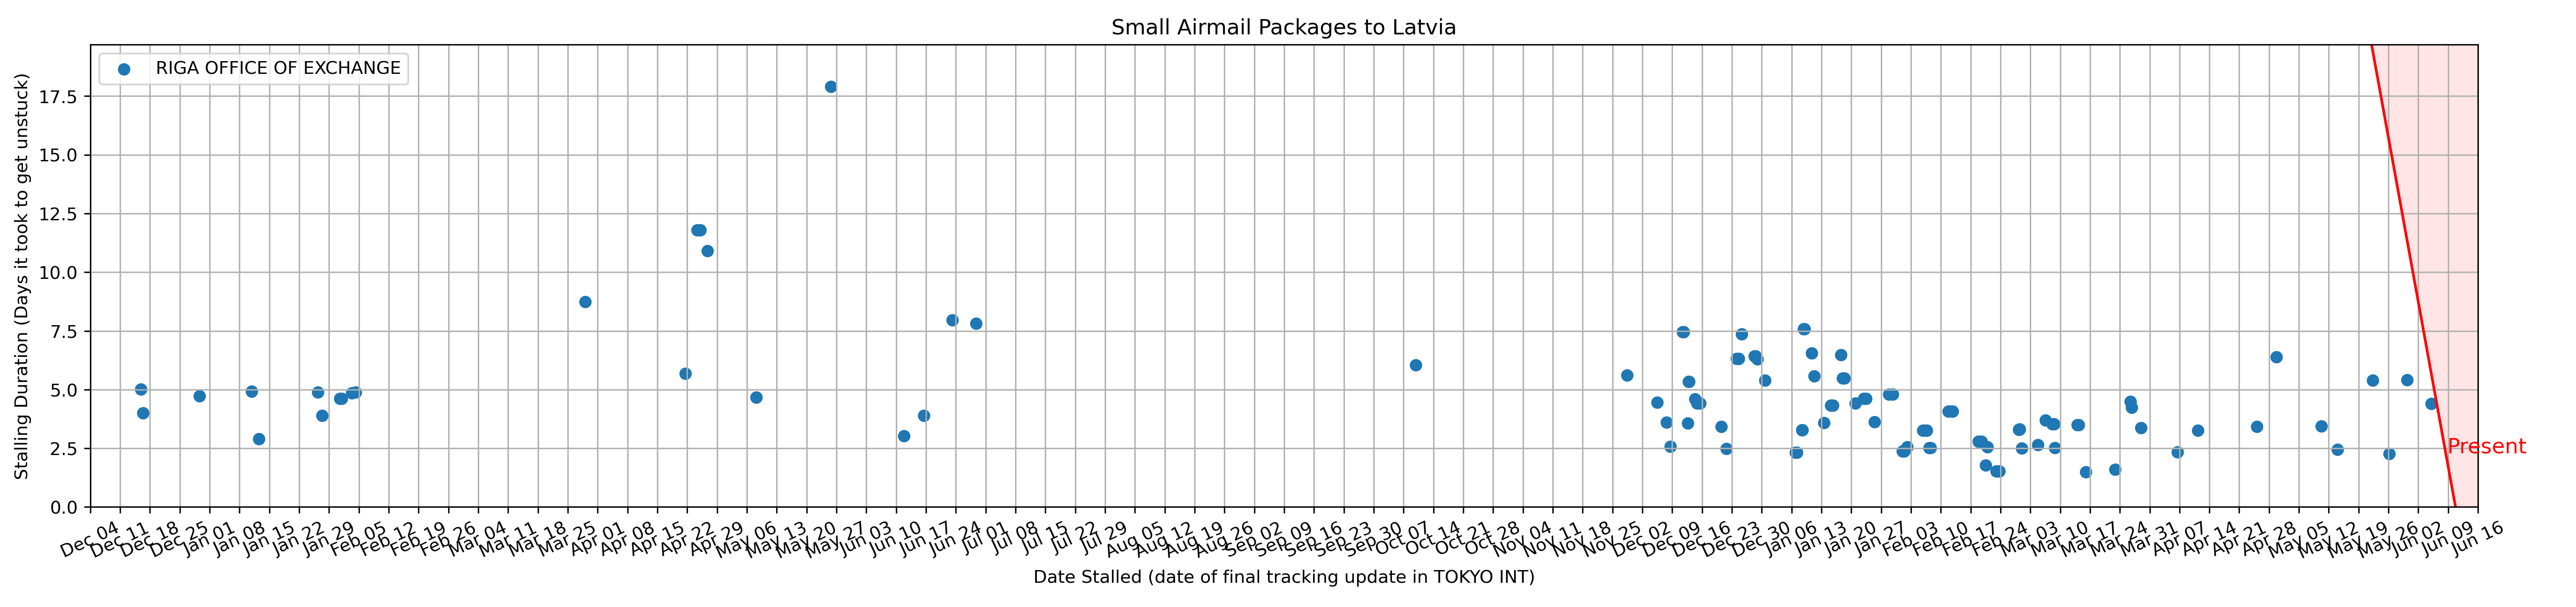 Small Airmail Packages to Latvia
RIGA OFFICE OF EXCHANGE
Stalling Duration (Days it took to get unstuck)
17.5
15.0
12.5
10.0
7.5
5.0
2.5
0.0
Present
Dec 04
Dec 11
Dec 18
Dec 25
Jan 01
Jan 08
Jan 15
Jan 22
Jan 29
Feb 05
Feb 12
Feb 19
Feb 26
Mar 04
Mar 11
Mar 18
Mar 25
Apr 01
Apr 08
Apr 15
Apr 22
Apr 29
May 06
May 13
May 20
May 27
Jun 03
Jun 10
Jun 17
Jun 24
Jul 01
Jul 08
Jul 15
Jul 22
Jul 29
Aug 05
Aug 12
Aug 19
Aug 26
Sep 02
Sep 09
Sep 16
Sep 23
Sep 30
Oct 07
Oct 14
Oct 21
Oct 28
Nov 04
Nov 11
Nov 18
Nov 25
Dec 02
Dec 09
Dec 16
Dec 23
Dec 30
Jan 06
Jan 13
Jan 20
Jan 27
Feb 03
Feb 10
Feb 17
Feb 24
Mar 03
Mar 10
Mar 17
Mar 24
Mar 31
Apr 07
Apr 14
Apr 21
Apr 28
May 05
May 12
May 19
May 26
Jun 02
Jun 09
Jun 16
Date Stalled (date of final tracking update in TOKYO INT)